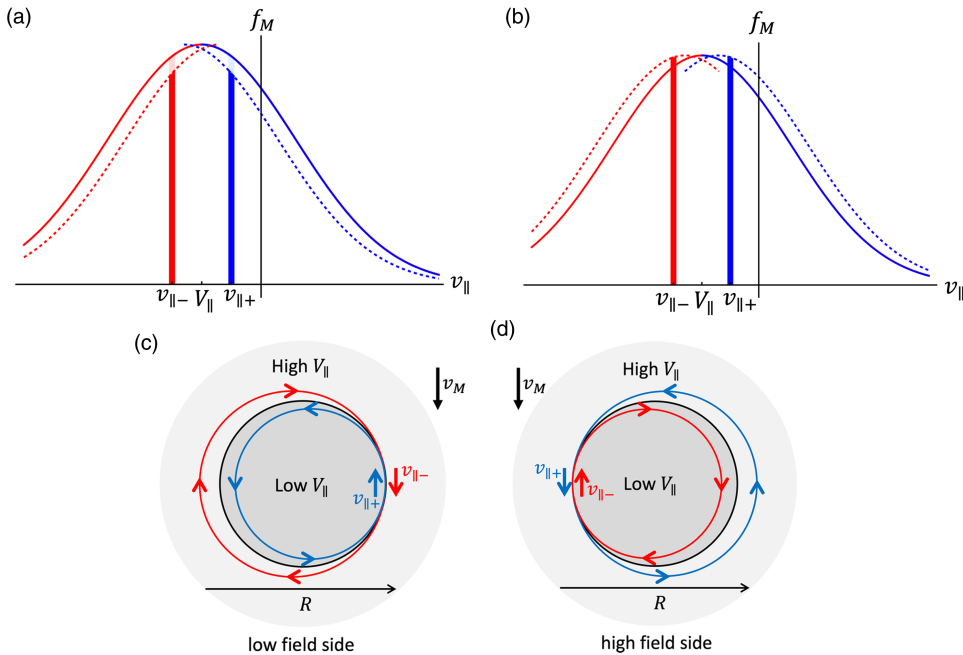 (a)
f_M
v_∥− V_∥ v_∥+
v_∥
(b)
f_M
v_∥− V_∥ v_∥+
v_∥
(c)
High V_∥
v_M
Low V_∥
v_∥+
v_∥−
R
low field side
(d)
v_M
High V_∥
v_∥+
v_∥−
Low V_∥
R
high field side